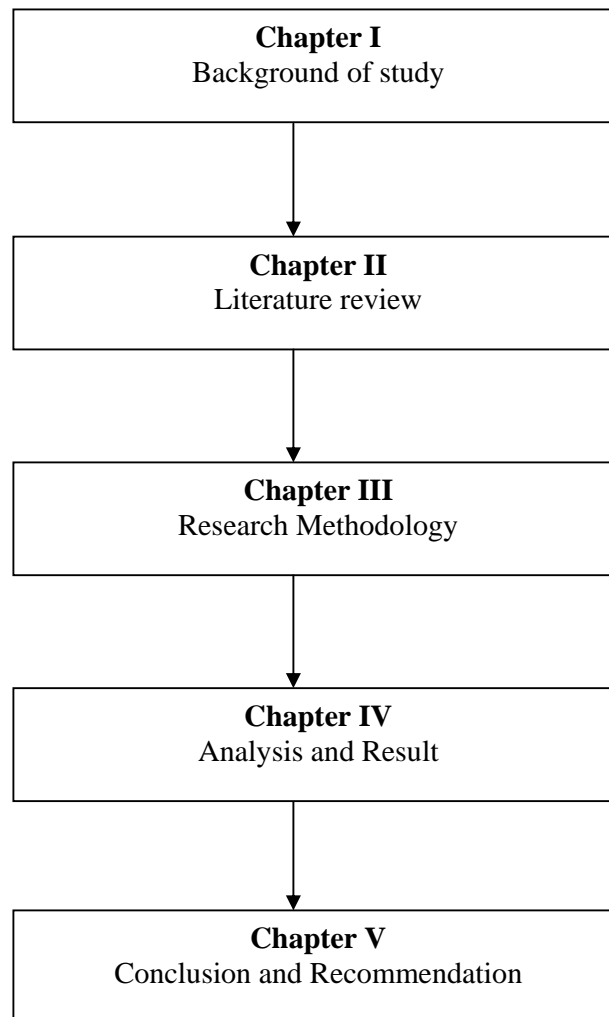 Chapter I
Background of study
Chapter II
Literature review
Chapter III
Research Methodology
Chapter IV
Analysis and Result
Chapter V
Conclusion and Recommendation